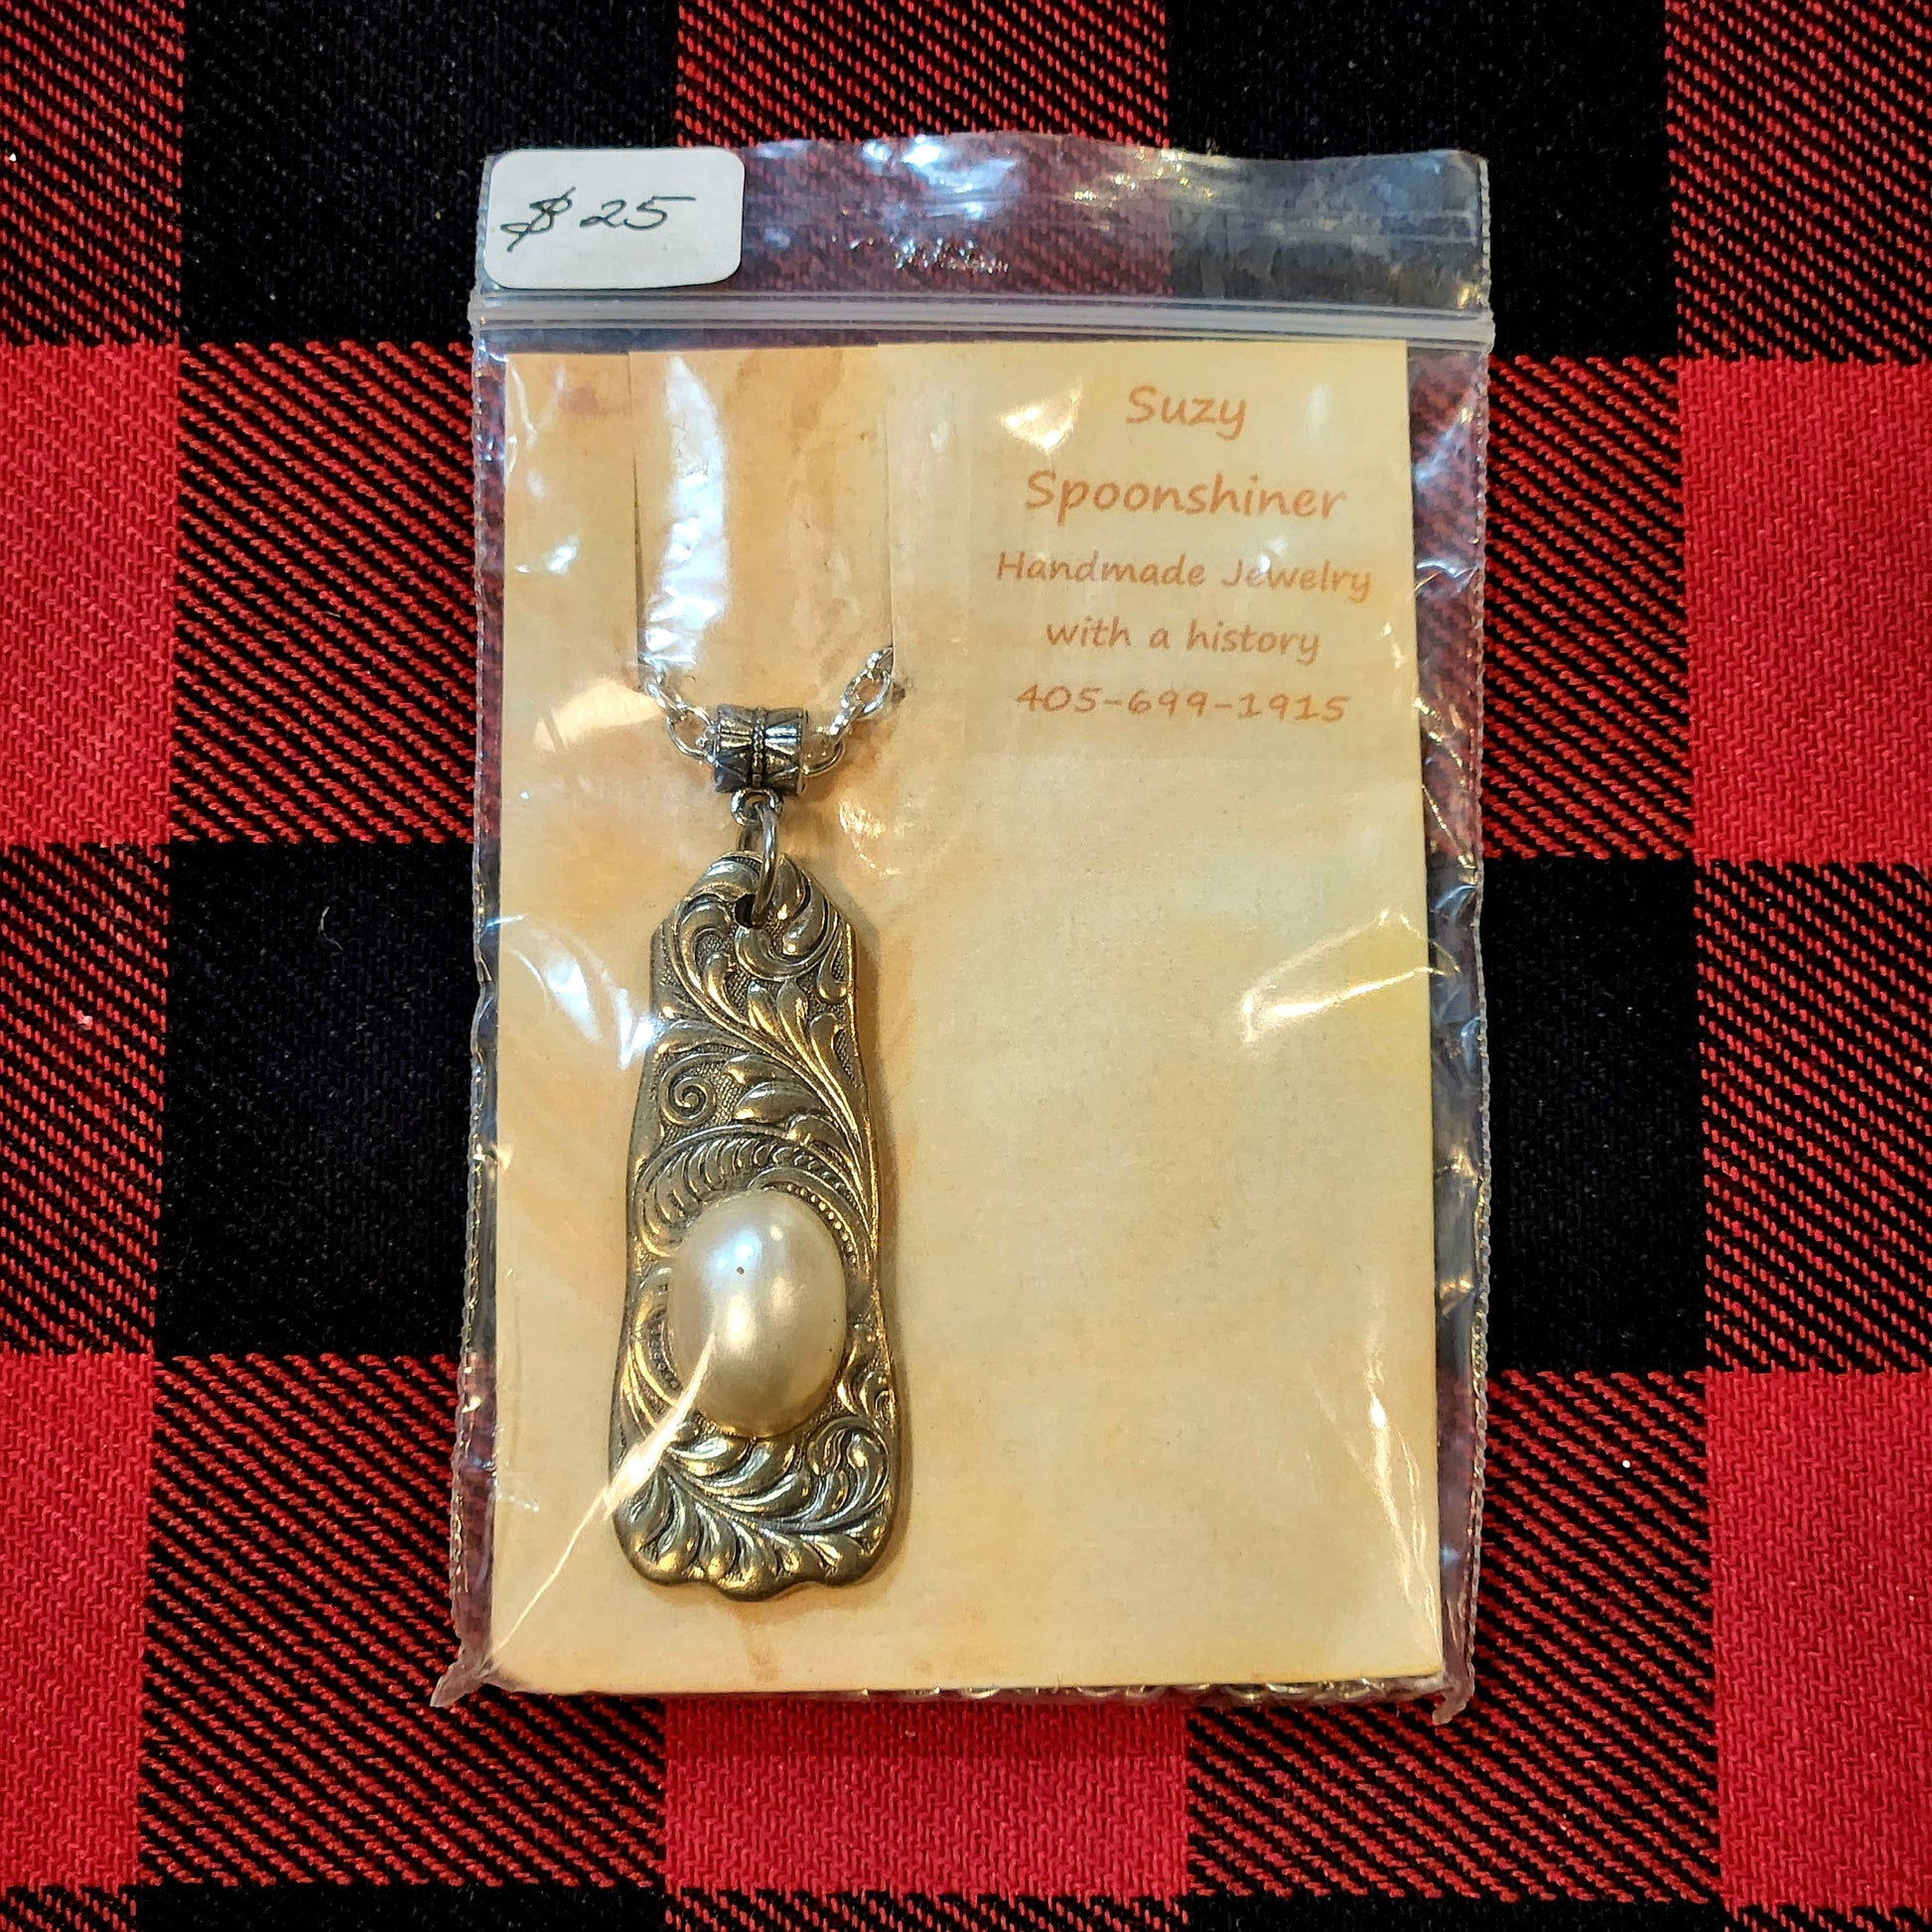 $25
Suzy
Spoonshiner
Handmade Jewelry
with a history
405-699-1915